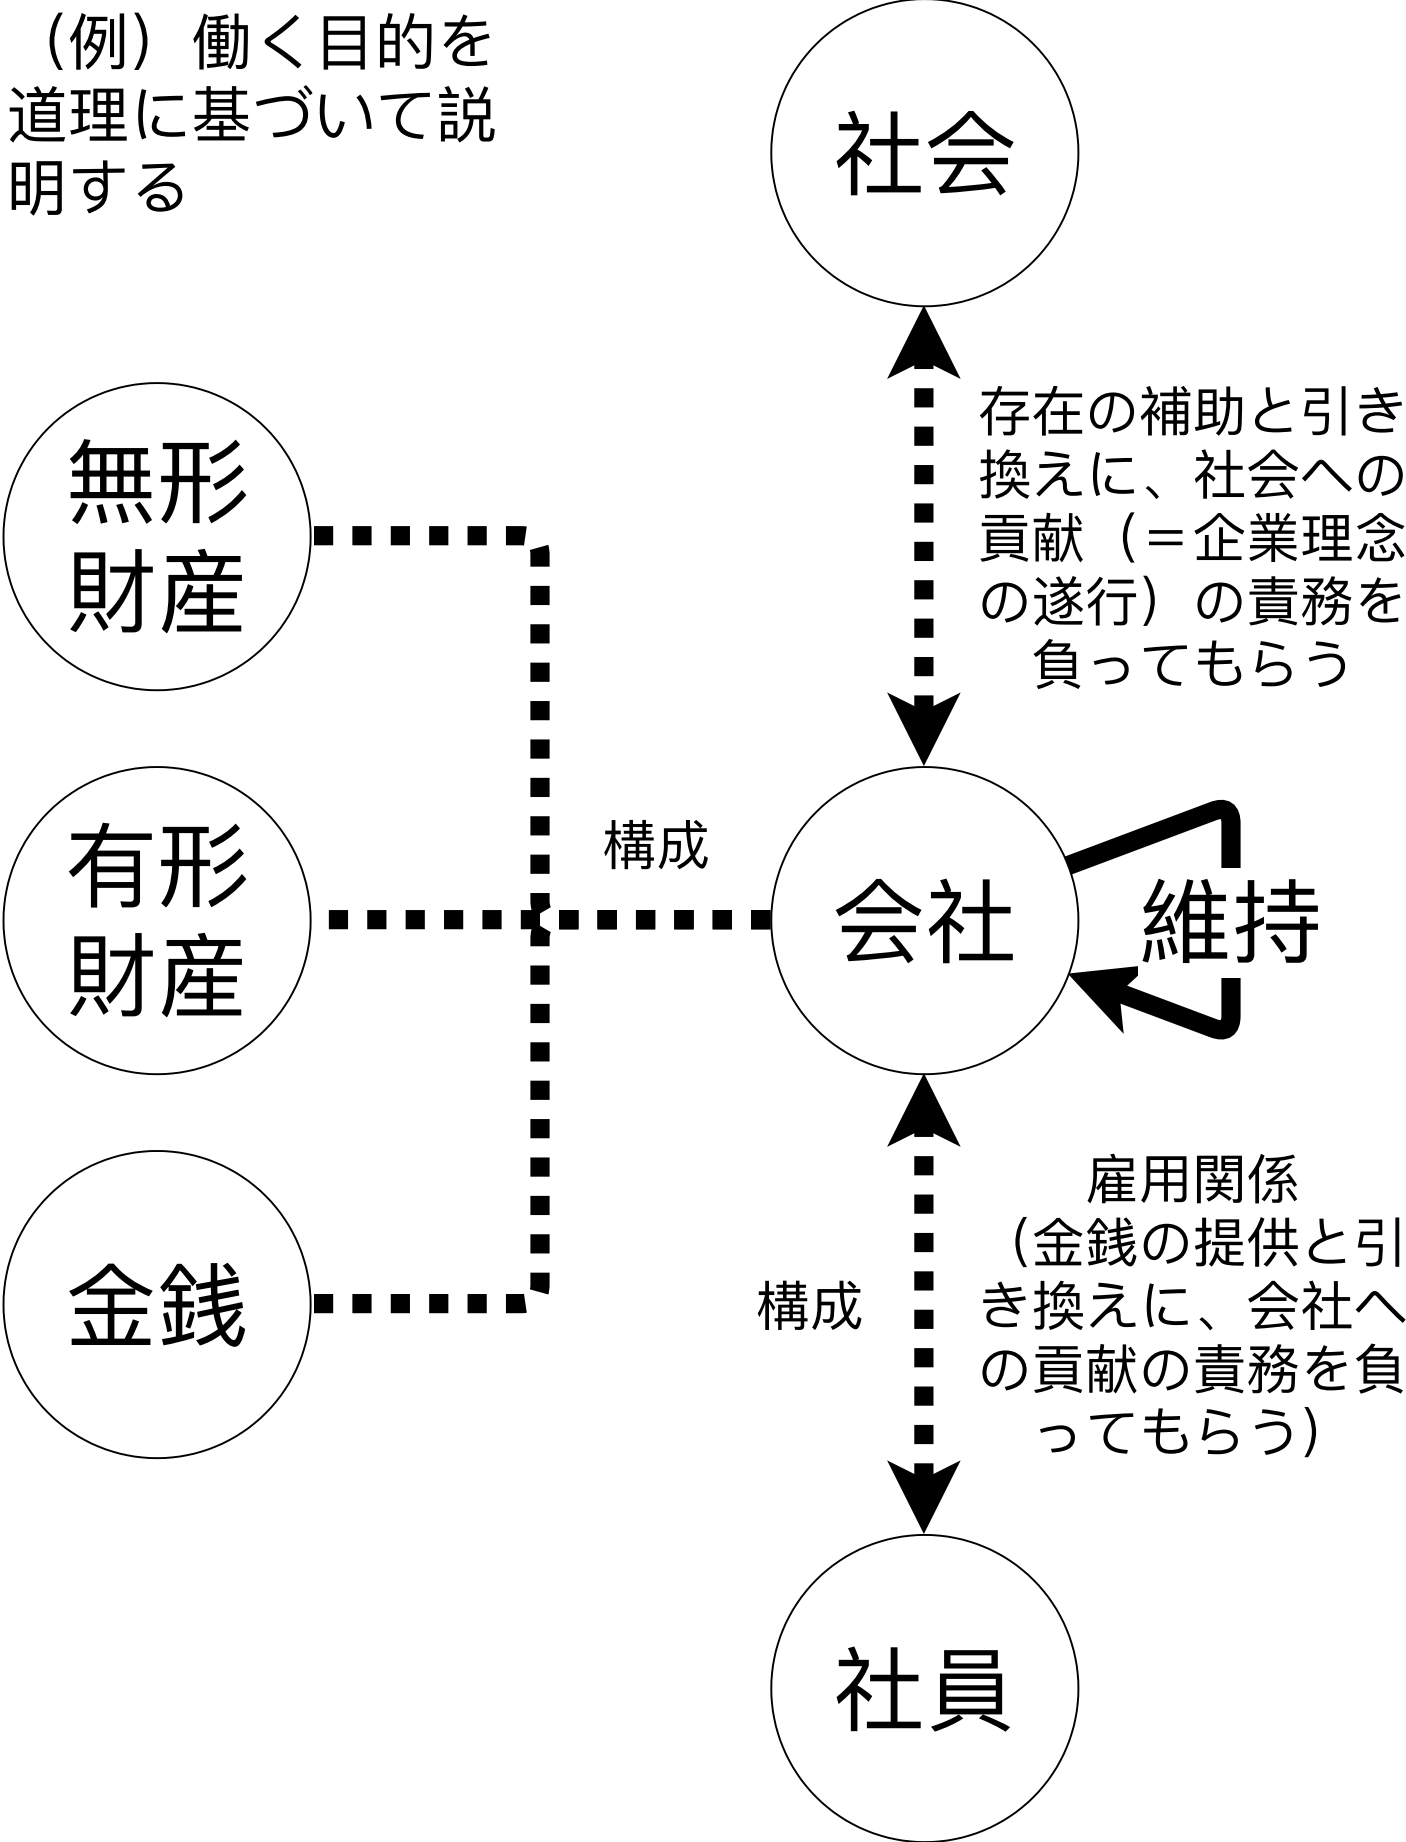 （例）働く目的を
道理に基づいて説
明する
社会
存在の補助と引き
換えに、社会への
貢献（＝企業理念
の遂行）の責務を
負ってもらう
無形
財産
有形
財産
構成
会社
維持
金銭
構成
雇用関係
（金銭の提供と引
き換えに、会社へ
の貢献の責務を負
ってもらう）
社員